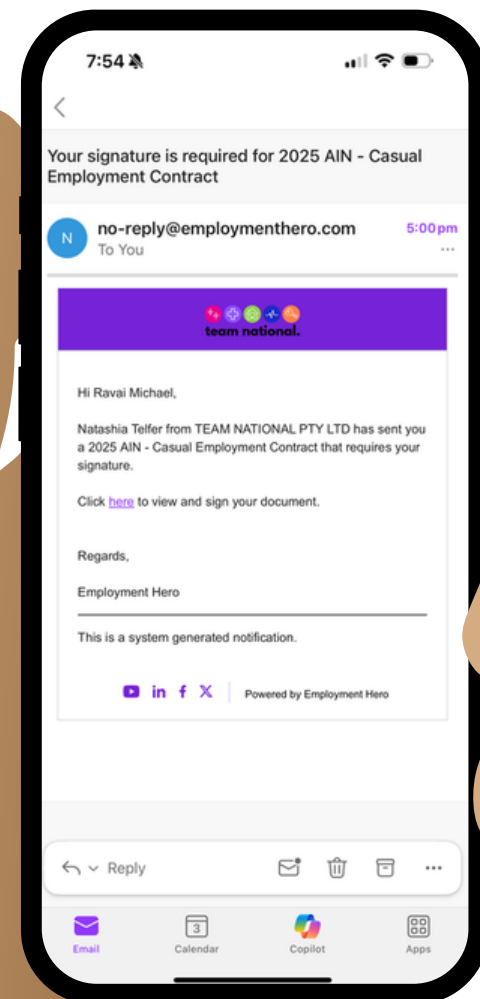 7:54
Your signature is required for 2025 AIN - Casual
Employment Contract
N
no-reply@employmenthero.com
5:00 pm
To You
team national.
Hi Ravai Michael,
Natashia Telfer from TEAM NATIONAL PTY LTD has sent you
a 2025 AIN - Casual Employment Contract that requires your
signature.
Click here to view and sign your document.
Regards,
Employment Hero
This is a system generated notification.
in f X
Powered by Employment Hero
Reply
3
Email
Calendar
Copilot
Apps